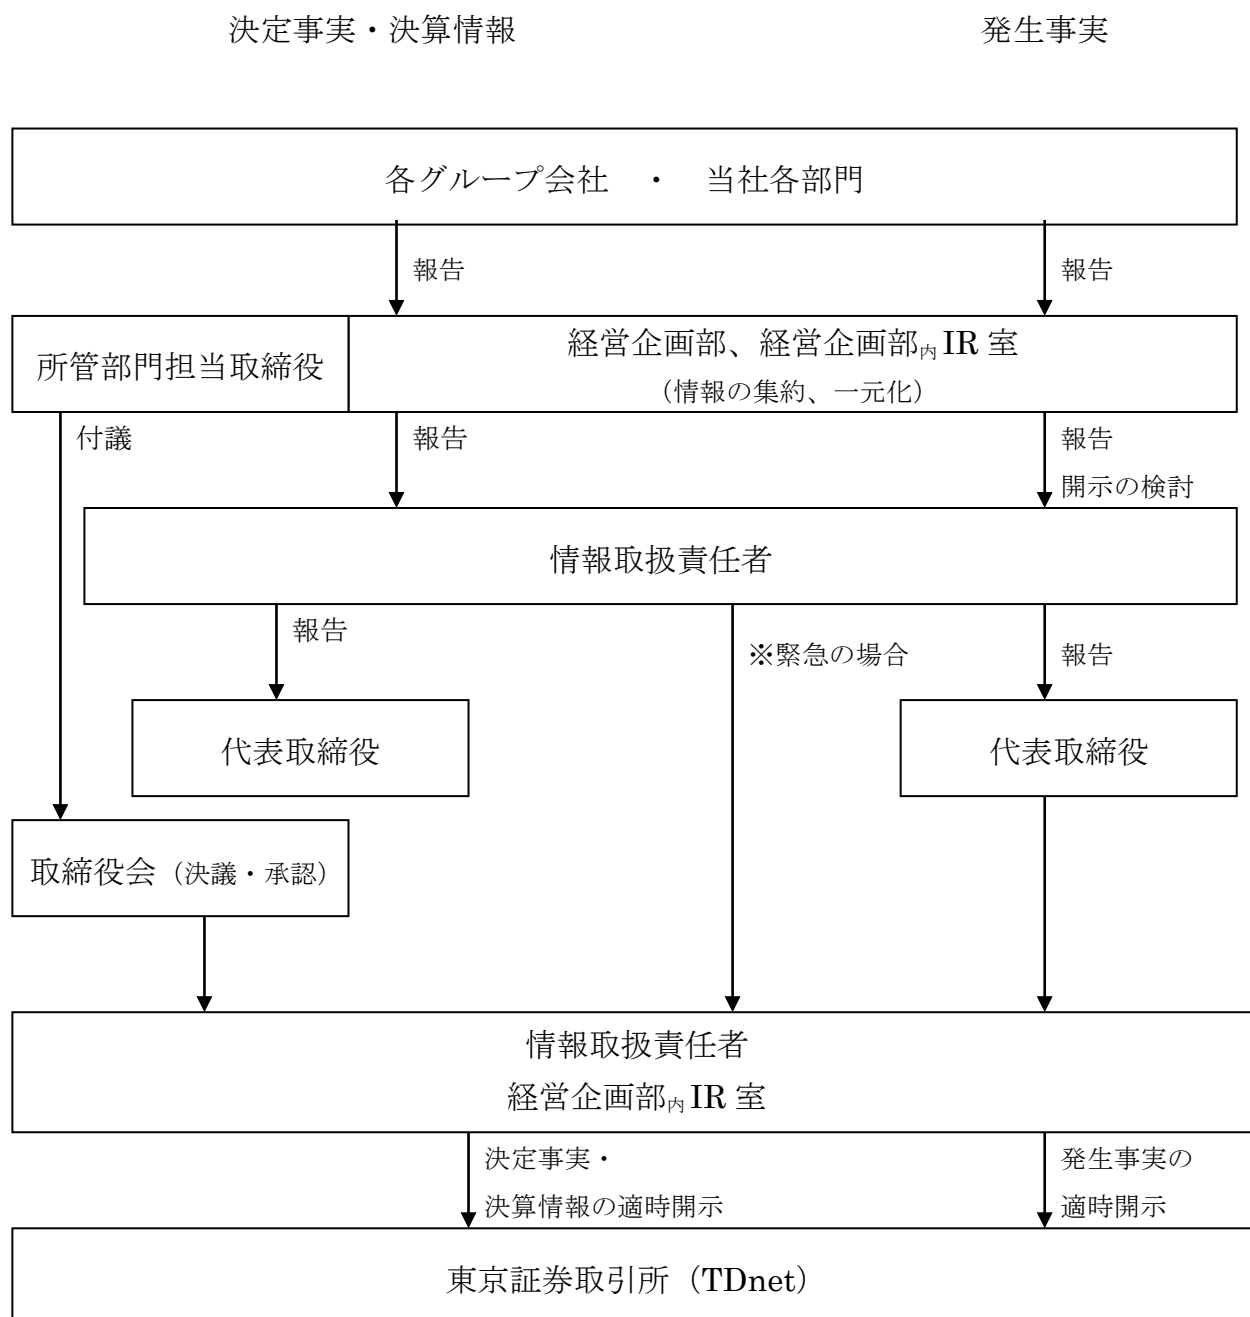 決定事実・決算情報
発生事実
各グループ会社　・　当社各部門
報告
報告
所管部門担当取締役
経営企画部、経営企画部内 IR 室
（情報の集約、一元化）
付議
報告
報告
開示の検討
情報取扱責任者
報告
※緊急の場合
報告
代表取締役
代表取締役
取締役会（決議・承認）
情報取扱責任者
経営企画部内 IR 室
決定事実・
決算情報の適時開示
発生事実の
適時開示
東京証券取引所（TDnet）